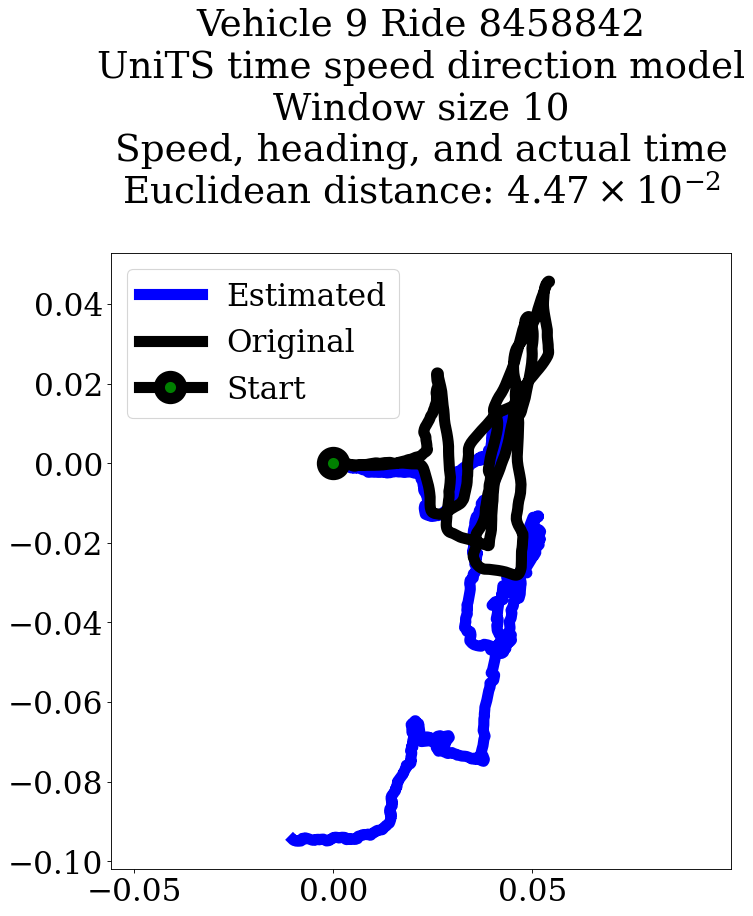 Vehicle 9 Ride 8458842
UniTS time speed direction model
Window size 10
Speed, heading, and actual time
Euclidean distance: 4.47 × 10⁻²
Estimated
Original
Start
0.04
0.02
0.00
−0.02
−0.04
−0.06
−0.08
−0.10
−0.05
0.00
0.05